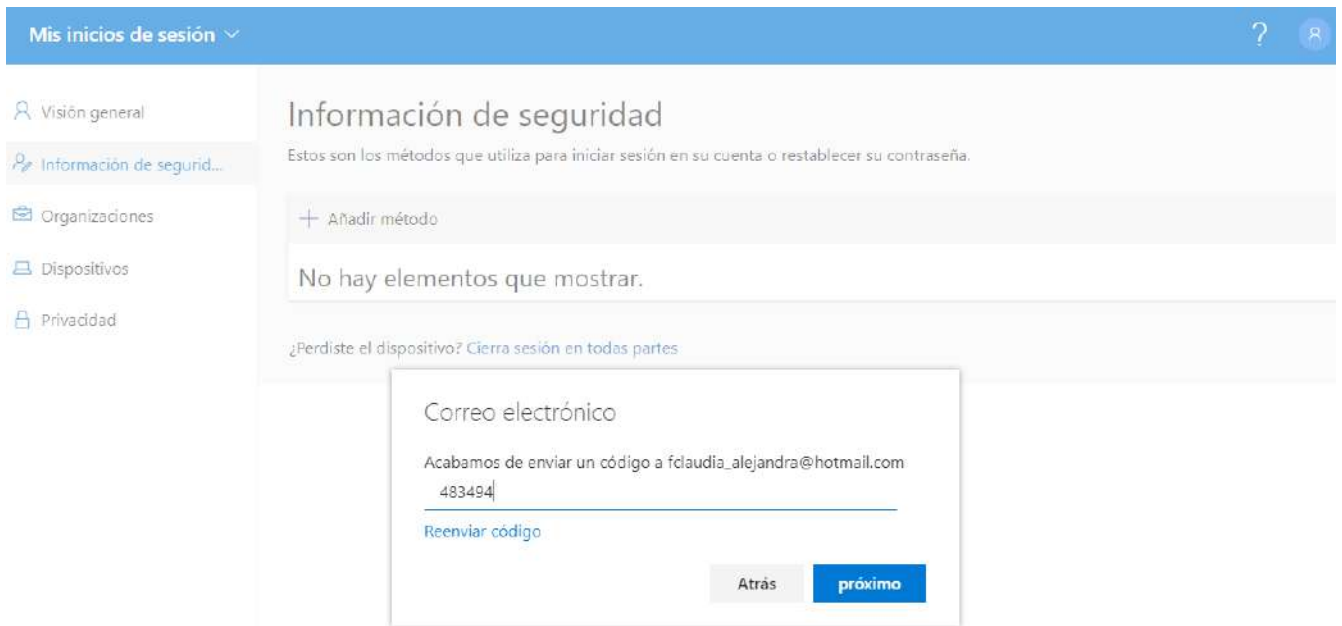 Mis inicios de sesión
?
Visión general
Información de segurid...
Organizaciones
Dispositivos
Privacidad
Información de seguridad
Estos son los métodos que utiliza para iniciar sesión en su cuenta o restablecer su contraseña.
+ Añadir método
No hay elementos que mostrar.
¿Perdiste el dispositivo? Cierra sesión en todas partes
Correo electrónico
Acabamos de enviar un código a fclaudia_alejandra@hotmail.com
483494
Reenviar código
Atrás
próximo